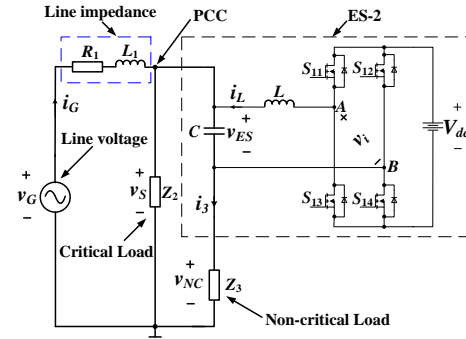 Line impedance
PCC
ES-2
R1
L1
S11
S12
iG
iL
L
A
+
+
Line voltage
C
vES
vi
Vdc
−
−
B
+
vG
−
+
vS
−
Z2
i3
S13
S14
Critical Load
+
vNC
−
Z3
Non-critical Load